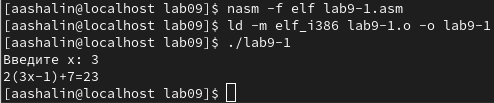 [aashalin@localhost lab09]$ nasm -f elf lab9-1.asm
[aashalin@localhost lab09]$ ld -m elf_i386 lab9-1.o -o lab9-1
[aashalin@localhost lab09]$ ./lab9-1
Введите x: 3
2(3x-1)+7=23
[aashalin@localhost lab09]$